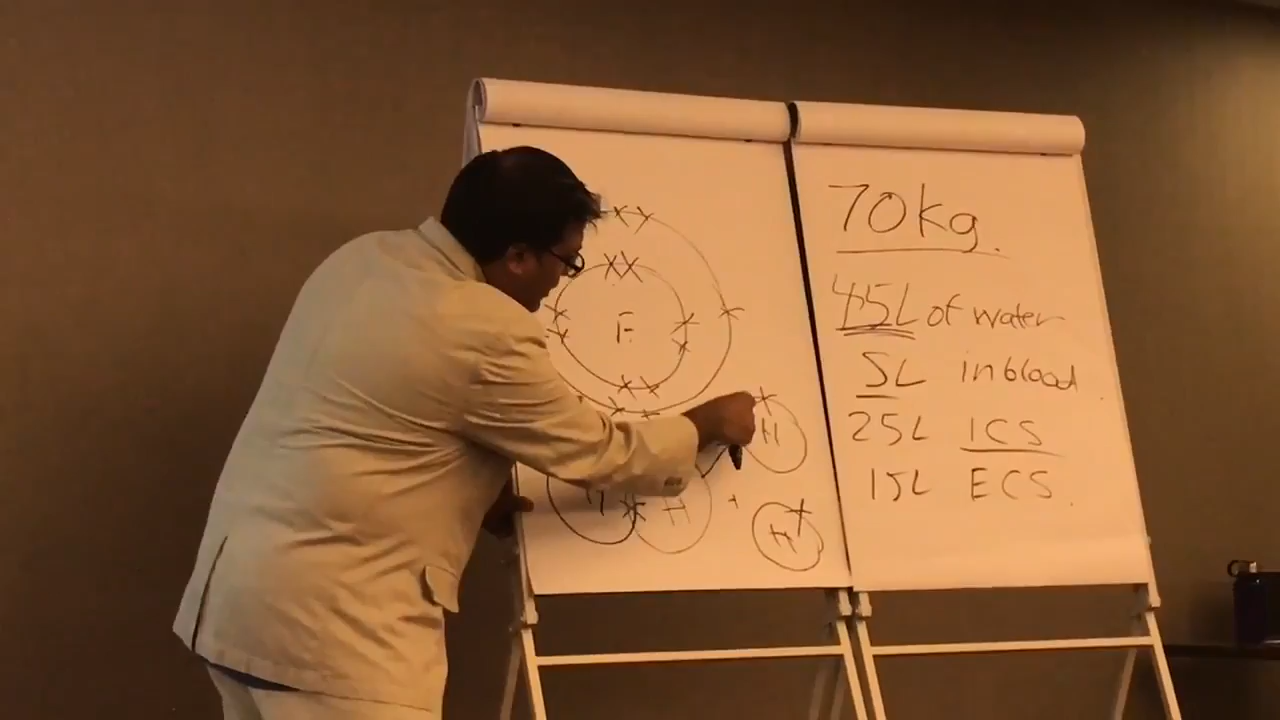 F
H
H
H
+
H
70kg.
45L of water
5L in blood
25L ICS
15L ECS.